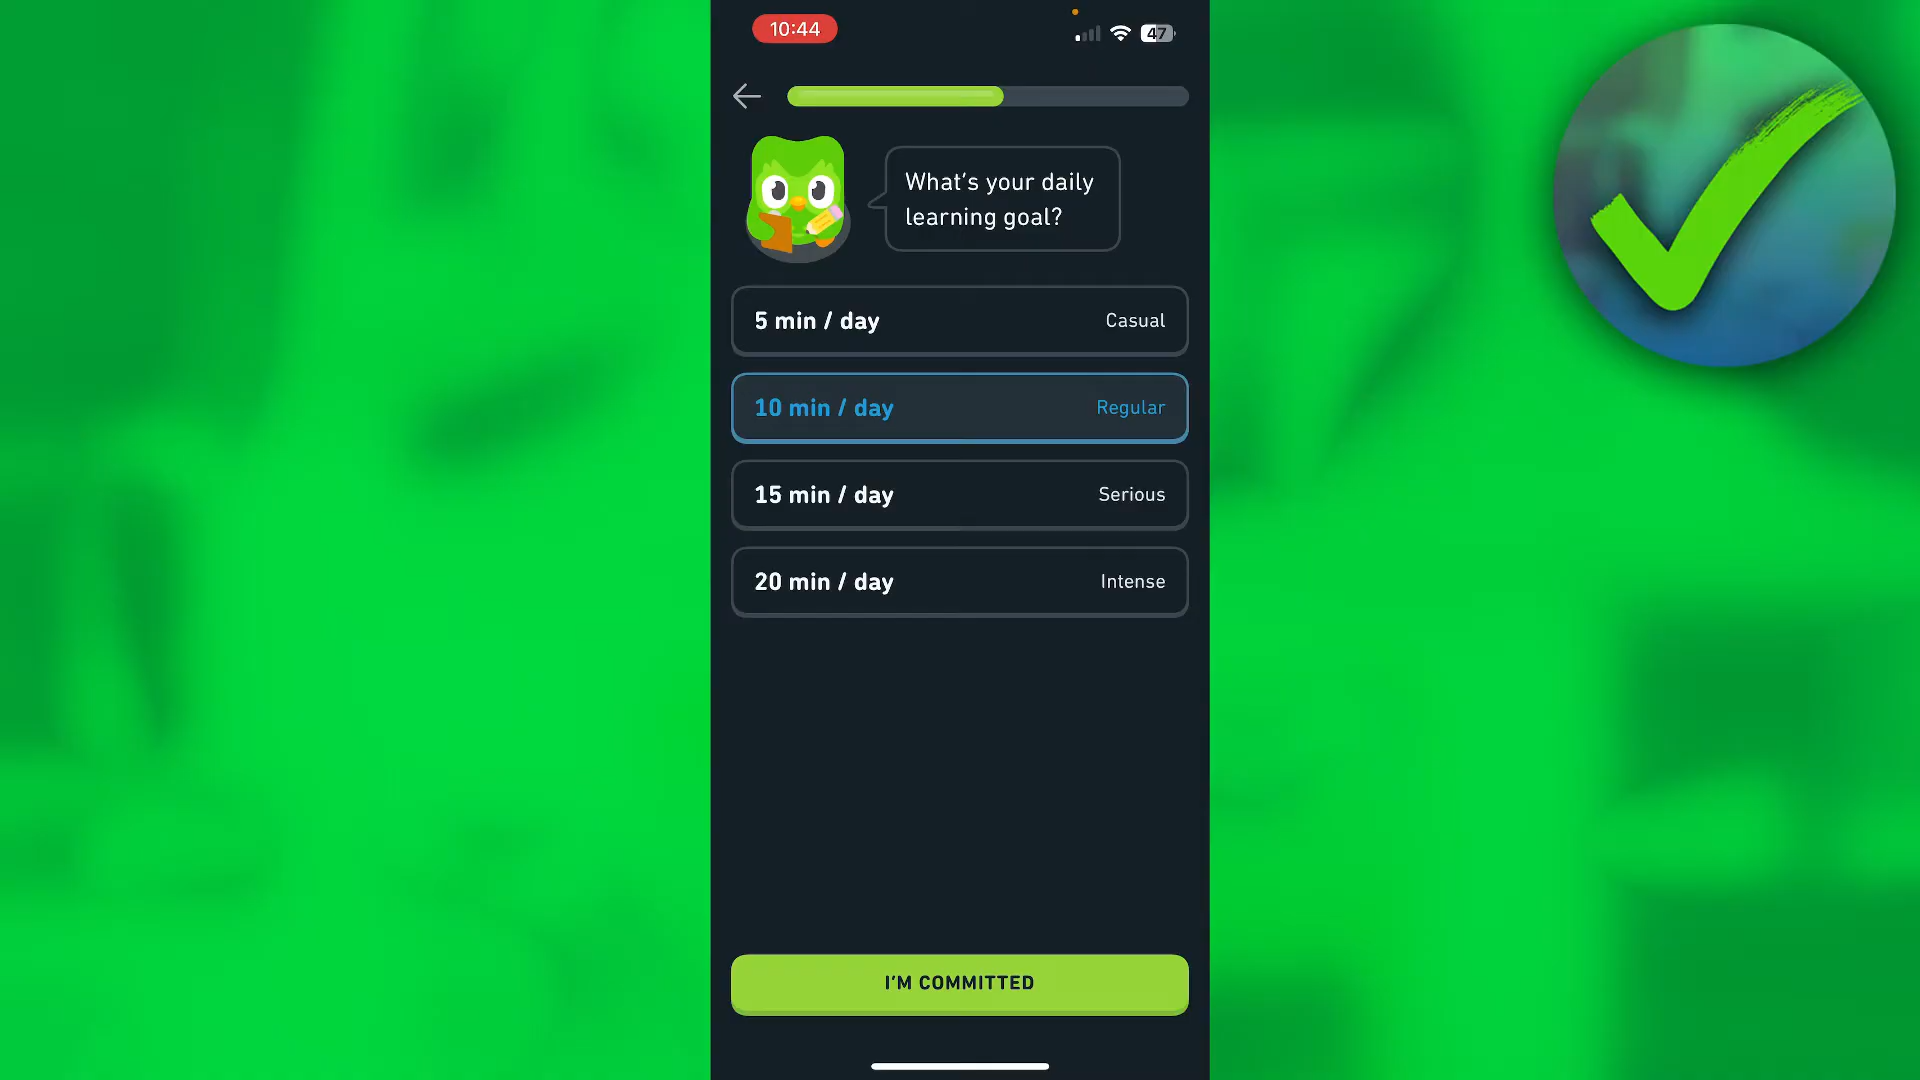 10:44
47
What's your daily
learning goal?
5 min / day Casual
10 min / day Regular
15 min / day Serious
20 min / day Intense
I'M COMMITTED